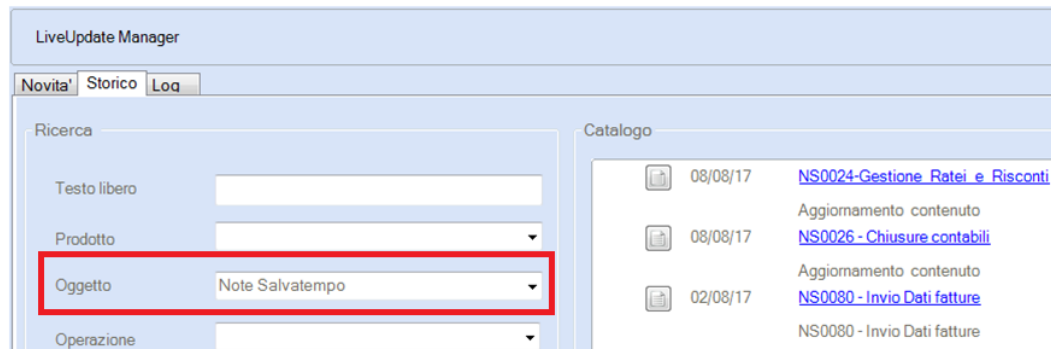 LiveUpdate Manager
Novita' Storico Log
Ricerca
Testo libero
Prodotto
Oggetto Note Salvatempo
Operazione
Catalogo
08/08/17 NS0024-Gestione Ratei e Risconti
Aggiornamento contenuto
08/08/17 NS0026 - Chiusure contabili
Aggiornamento contenuto
02/08/17 NS0080 - Invio Dati fatture
NS0080 - Invio Dati fatture